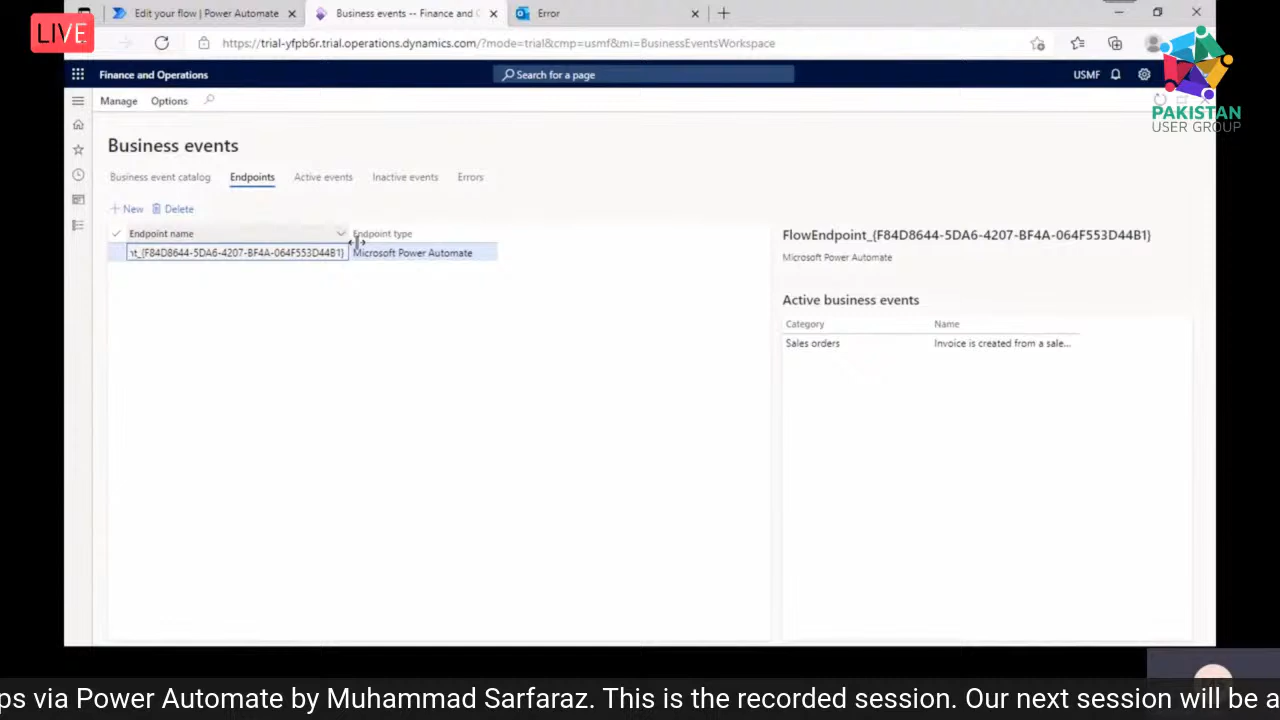 LIVE
Edit your flow | Power Automate
Business events -- Finance and
Error
https://trial-yfpb6r.trial.operations.dynamics.com/?mode=trial&cmp=usmf&mi=BusinessEventsWorkspace
Finance and Operations
Search for a page
USMF
Manage
Options
PAKISTAN
USER GROUP
Business events
Business event catalog
Endpoints
Active events
Inactive events
Errors
New
Delete
Endpoint name
Endpoint type
t_{F84D8644-5DA6-4207-BF4A-064F553D44B1}
Microsoft Power Automate
FlowEndpoint_{F84D8644-5DA6-4207-BF4A-064F553D44B1}
Microsoft Power Automate
Active business events
Category
Name
Sales orders
Invoice is created from a sale...
ps via Power Automate by Muhammad Sarfaraz. This is the recorded session. Our next session will be a